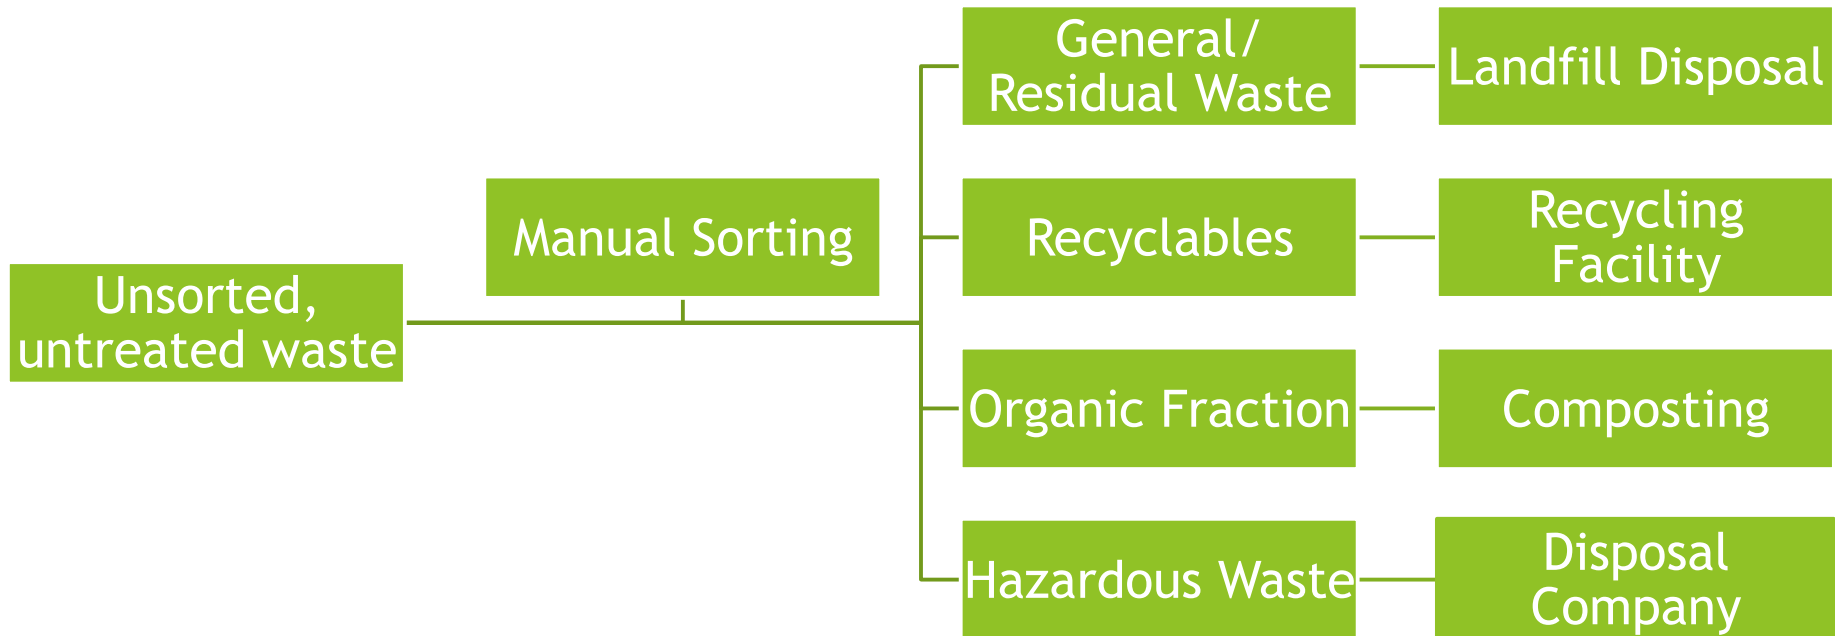 Unsorted,
untreated waste
Manual Sorting
General/
Residual Waste
Landfill Disposal
Recyclables
Recycling
Facility
Organic Fraction
Composting
Hazardous Waste
Disposal
Company